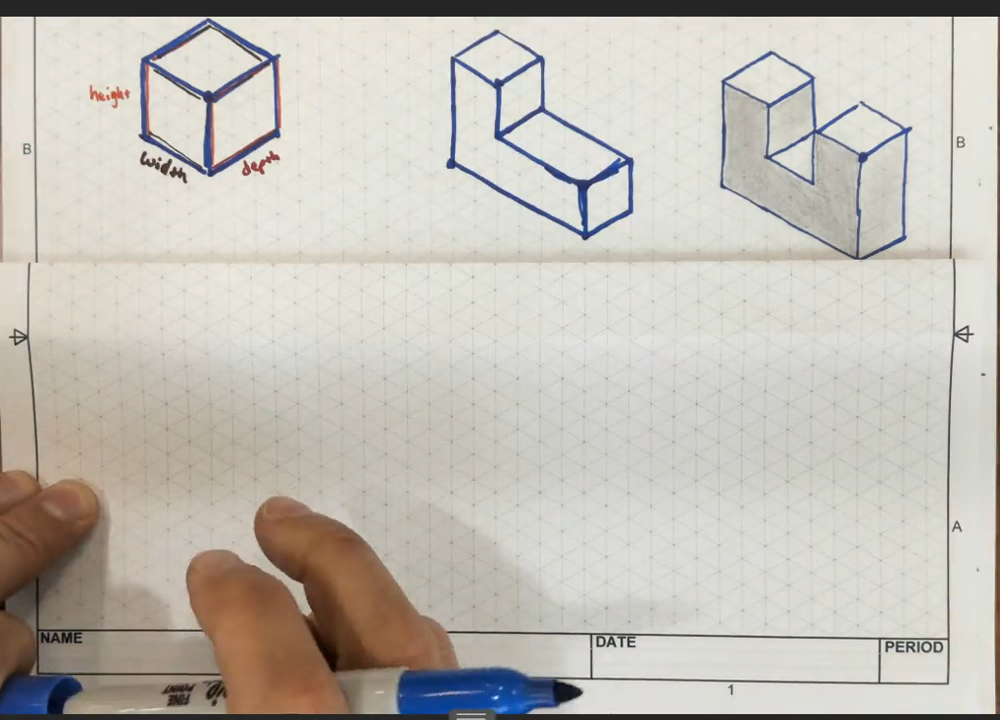 height
width
depth
B
B
A
NAME
DATE
PERIOD
1
FINE
POINT